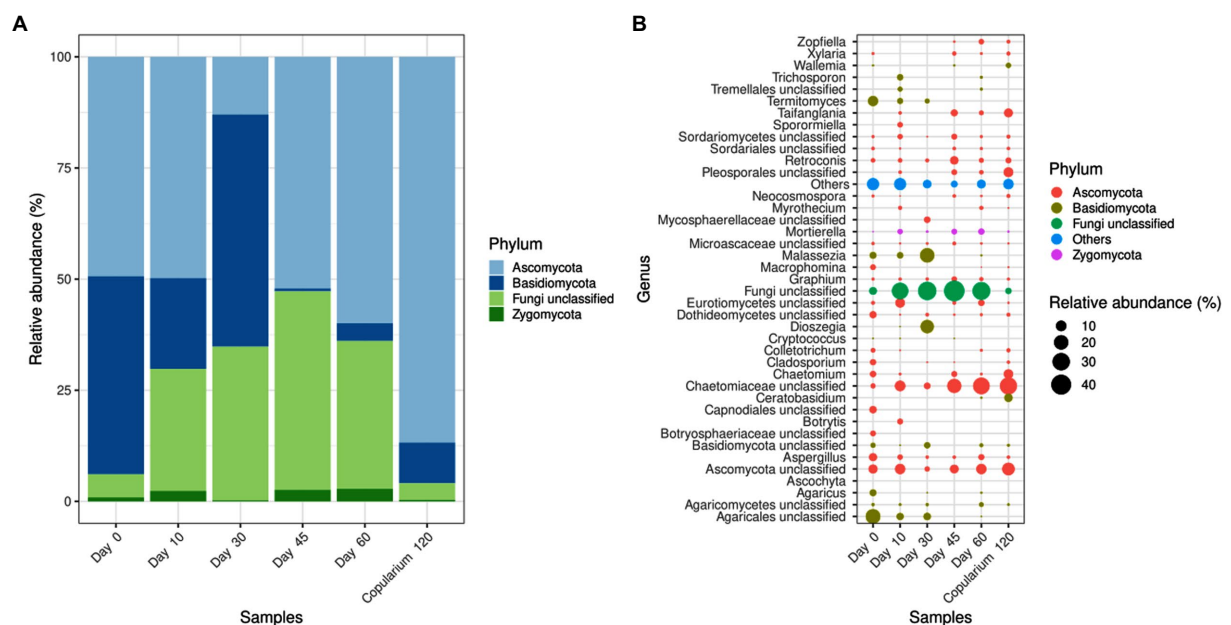 A
100
75
50
25
0
Relative abundance (%)
Day 0
Day 10
Day 30
Day 45
Day 60
Copularium 120
Samples
Phylum
Ascomycota
Basidiomycota
Fungi unclassified
Zygomycota
B
Genus
Zopfiella
Xylaria
Wallemia
Trichosporon
Tremellales unclassified
Termitomyces
Taifanglania
Sporormiella
Sordariomycetes unclassified
Sordariales unclassified
Retroconis
Pleosporales unclassified
Others
Neocosmospora
Myrothecium
Mycosphaerellaceae unclassified
Mortierella
Microascaceae unclassified
Malassezia
Macrophomina
Graphium
Fungi unclassified
Eurotiomycetes unclassified
Dothideomycetes unclassified
Dioszegia
Cryptococcus
Colletotrichum
Cladosporium
Chaetomium
Chaetomiaceae unclassified
Ceratobasidium
Capnodiales unclassified
Botrytis
Botryosphaeriaceae unclassified
Basidiomycota unclassified
Aspergillus
Ascomycota unclassified
Ascochyta
Agaricus
Agaricomycetes unclassified
Agaricales unclassified
Day 0
Day 10
Day 30
Day 45
Day 60
Copularium 120
Samples
Phylum
Ascomycota
Basidiomycota
Fungi unclassified
Others
Zygomycota
Relative abundance (%)
10
20
30
40